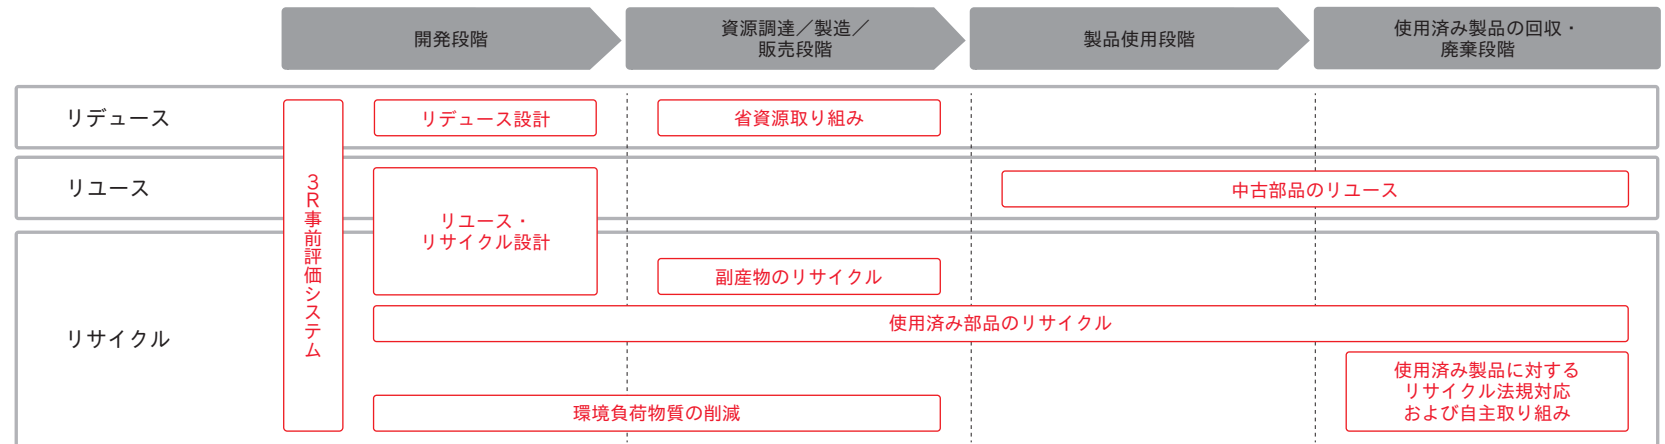 開発段階
資源調達／製造／
販売段階
製品使用段階
使用済み製品の回収・
廃棄段階
リデュース
リデュース設計
省資源取り組み
3R事前評価システム
リユース
リユース・
リサイクル設計
中古部品のリユース
リサイクル
副産物のリサイクル
使用済み部品のリサイクル
環境負荷物質の削減
使用済み製品に対する
リサイクル法規対応
および自主取り組み